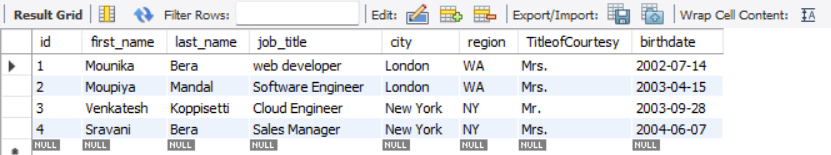 Result Grid Filter Rows: Edit: Export/Import: Wrap Cell Content: IA
id first_name last_name job_title city region TitleofCourtesy birthdate
1 Mounika Bera web developer London WA Mrs. 2002-07-14
2 Moupiya Mandal Software Engineer London WA Mrs. 2003-04-15
3 Venkatesh Koppisetti Cloud Engineer New York NY Mr. 2003-09-28
4 Sravani Bera Sales Manager New York NY Mrs. 2004-06-07
NULL NULL NULL NULL NULL NULL NULL NULL